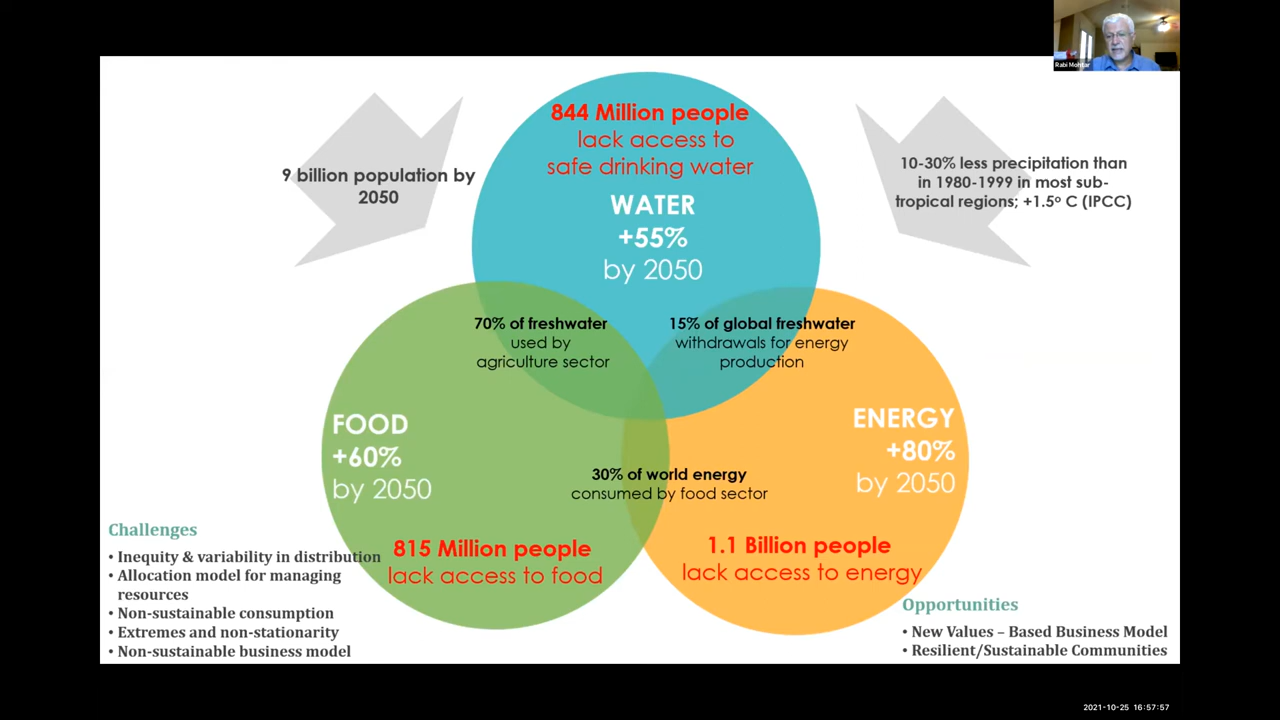 Rabi Mohtar
844 Million people
lack access to
safe drinking water
WATER
+55%
by 2050
9 billion population by
2050
10-30% less precipitation than
in 1980-1999 in most sub-
tropical regions; +1.5º C (IPCC)
70% of freshwater
used by
agriculture sector
15% of global freshwater
withdrawals for energy
production
FOOD
+60%
by 2050
ENERGY
+80%
by 2050
30% of world energy
consumed by food sector
815 Million people
lack access to food
1.1 Billion people
lack access to energy
Challenges
• Inequity & variability in distribution
• Allocation model for managing
resources
• Non-sustainable consumption
• Extremes and non-stationarity
• Non-sustainable business model
Opportunities
• New Values – Based Business Model
• Resilient/Sustainable Communities
2021-10-25 16:57:57